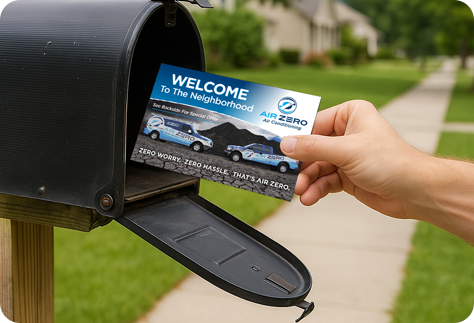 WELCOME
To The Neighborhood
AIR ZERO
Air Conditioning
See Backside For Special Offer
ZERO WORRY, ZERO HASSLE, THAT'S AIR ZERO.